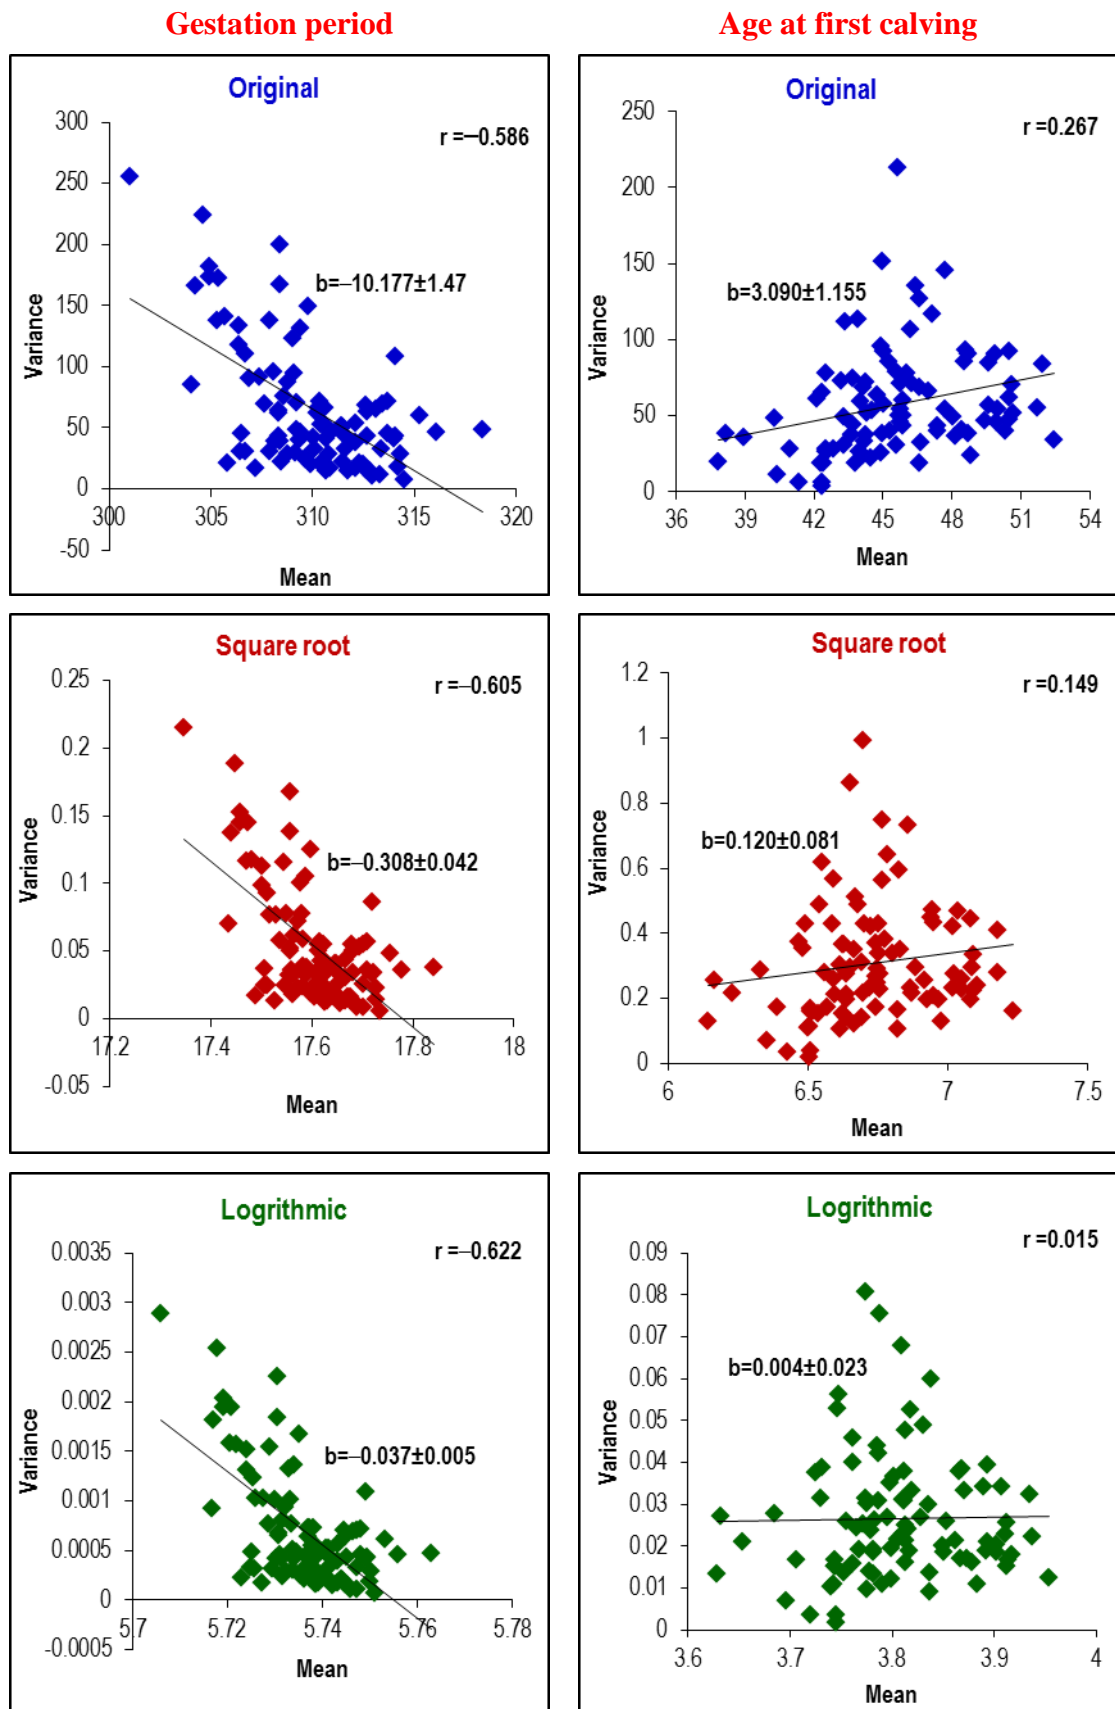 Gestation period
Age at first calving
Original
r =–0.586
b=–10.177±1.47
300
250
200
150
100
50
0
-50
300
305
310
315
320
Variance
Mean
Original
r =0.267
b=3.090±1.155
250
200
150
100
50
0
36
39
42
45
48
51
54
Variance
Mean
Square root
r =–0.605
b=–0.308±0.042
0.25
0.2
0.15
0.1
0.05
0
-0.05
17.2
17.4
17.6
17.8
18
Variance
Mean
Square root
r =0.149
b=0.120±0.081
1.2
1
0.8
0.6
0.4
0.2
0
6
6.5
7
7.5
Variance
Mean
Logrithmic
r =–0.622
b=–0.037±0.005
0.0035
0.003
0.0025
0.002
0.0015
0.001
0.0005
0
-0.0005
5.7
5.72
5.74
5.76
5.78
Variance
Mean
Logrithmic
r =0.015
b=0.004±0.023
0.09
0.08
0.07
0.06
0.05
0.04
0.03
0.02
0.01
0
3.6
3.7
3.8
3.9
4
Variance
Mean